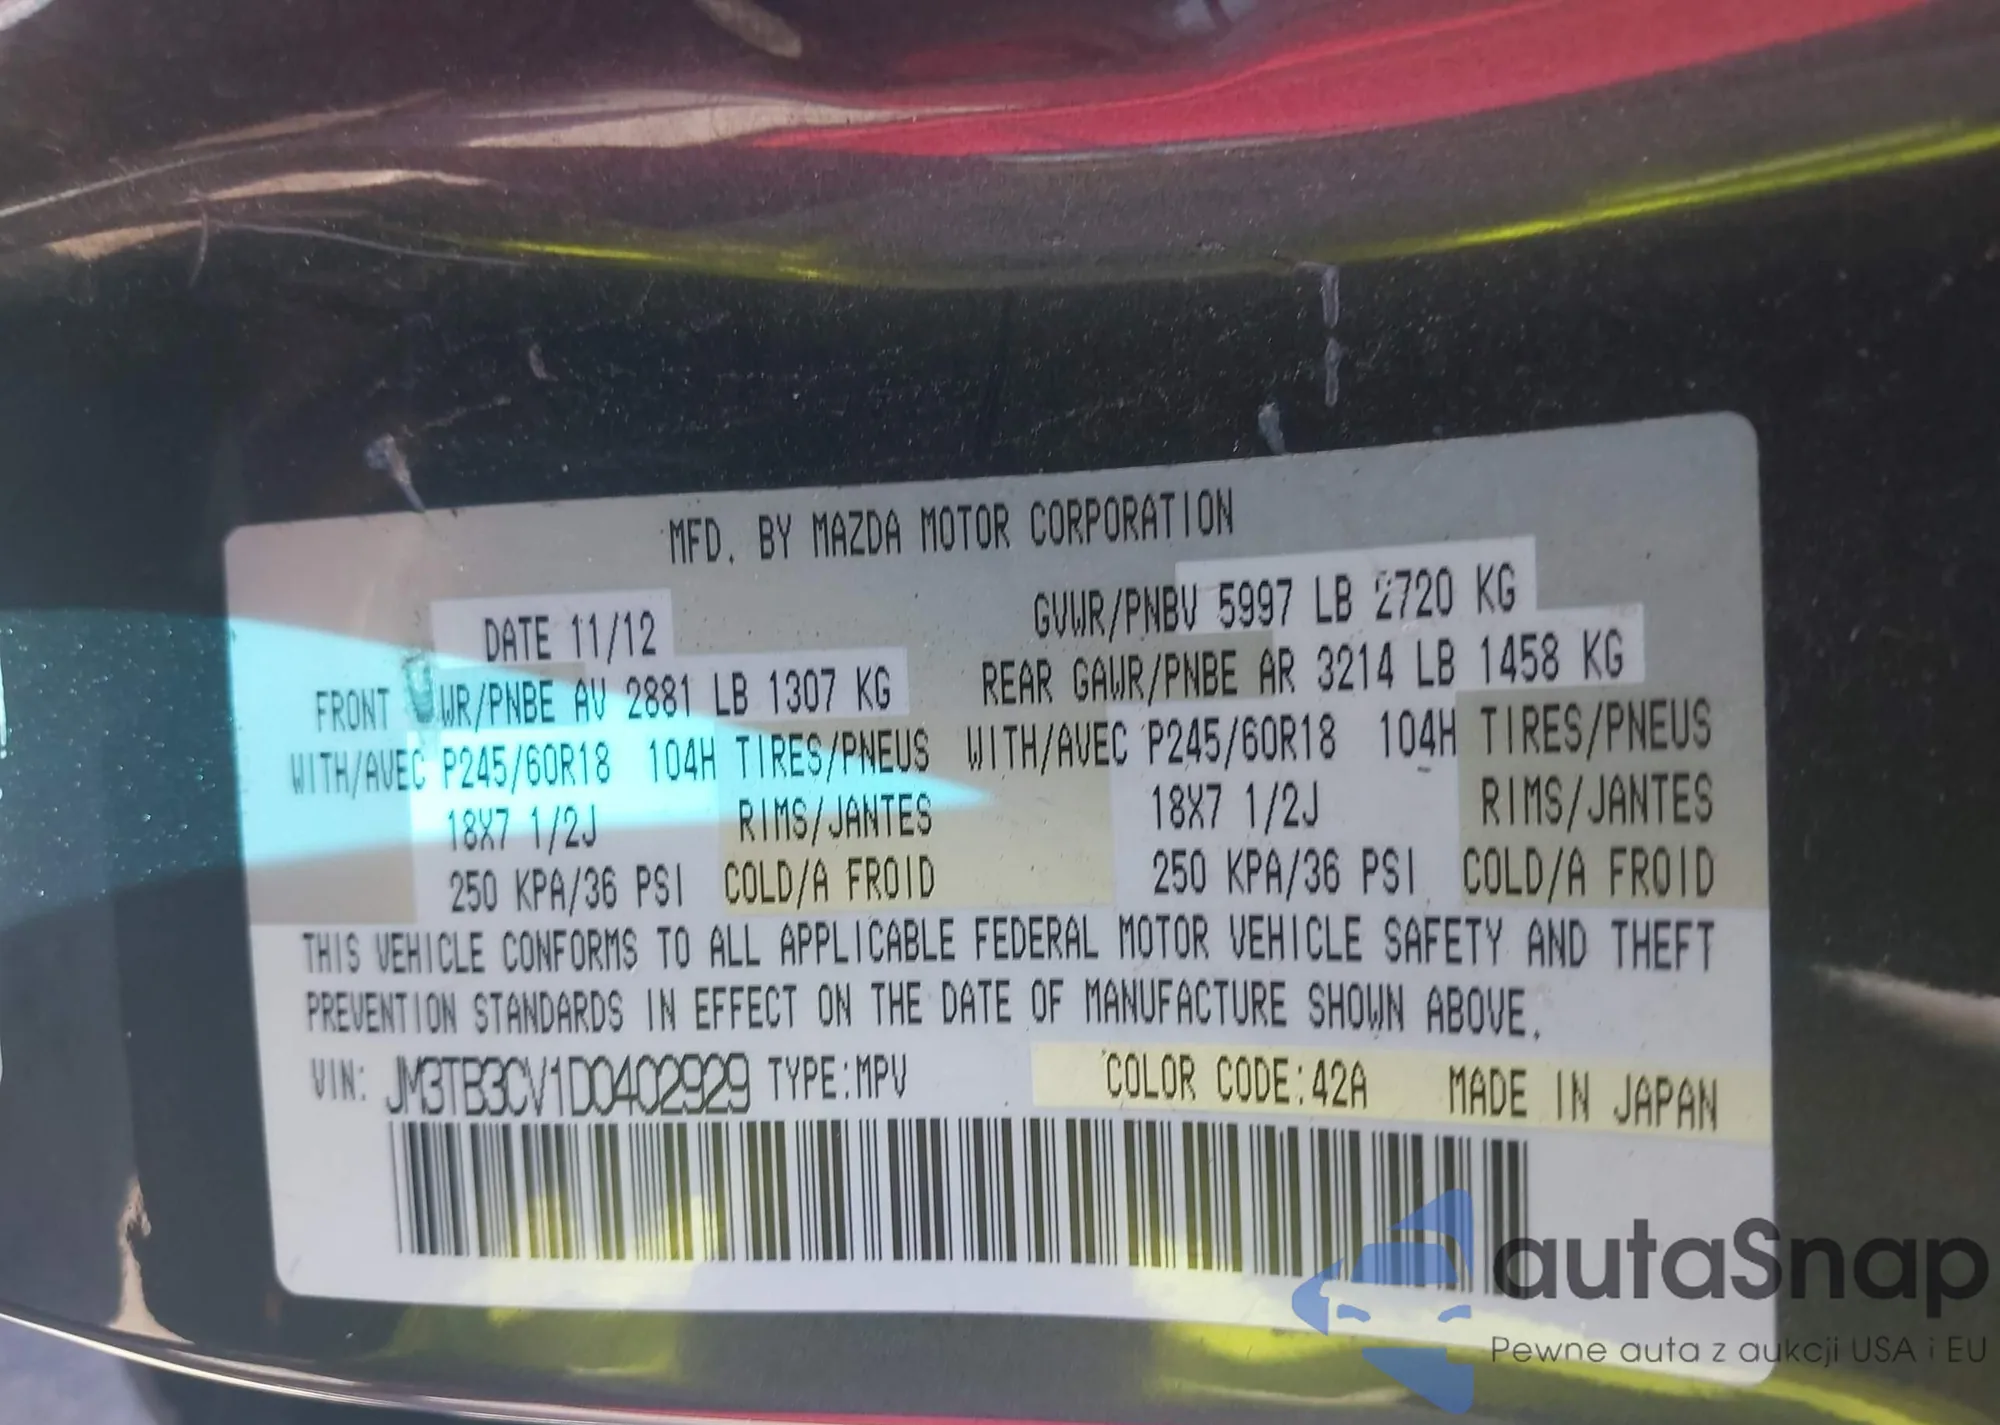 MFD. BY MAZDA MOTOR CORPORATION
DATE 11/12 GVWR/PNBV 5997 LB 2720 KG
FRONT WR/PNBE AV 2881 LB 1307 KG REAR GAWR/PNBE AR 3214 LB 1458 KG
WITH/AVEC P245/60R18 104H TIRES/PNEUS WITH/AVEC P245/60R18 104H TIRES/PNEUS
18X7 1/2J RIMS/JANTES 18X7 1/2J RIMS/JANTES
250 KPA/36 PSI COLD/A FROID 250 KPA/36 PSI COLD/A FROID
THIS VEHICLE CONFORMS TO ALL APPLICABLE FEDERAL MOTOR VEHICLE SAFETY AND THEFT
PREVENTION STANDARDS IN EFFECT ON THE DATE OF MANUFACTURE SHOWN ABOVE.
VIN: JM3TB3CV1D0402929 TYPE:MPV COLOR CODE:42A MADE IN JAPAN
autaSnap
Pewne auta z aukcji USA i EU